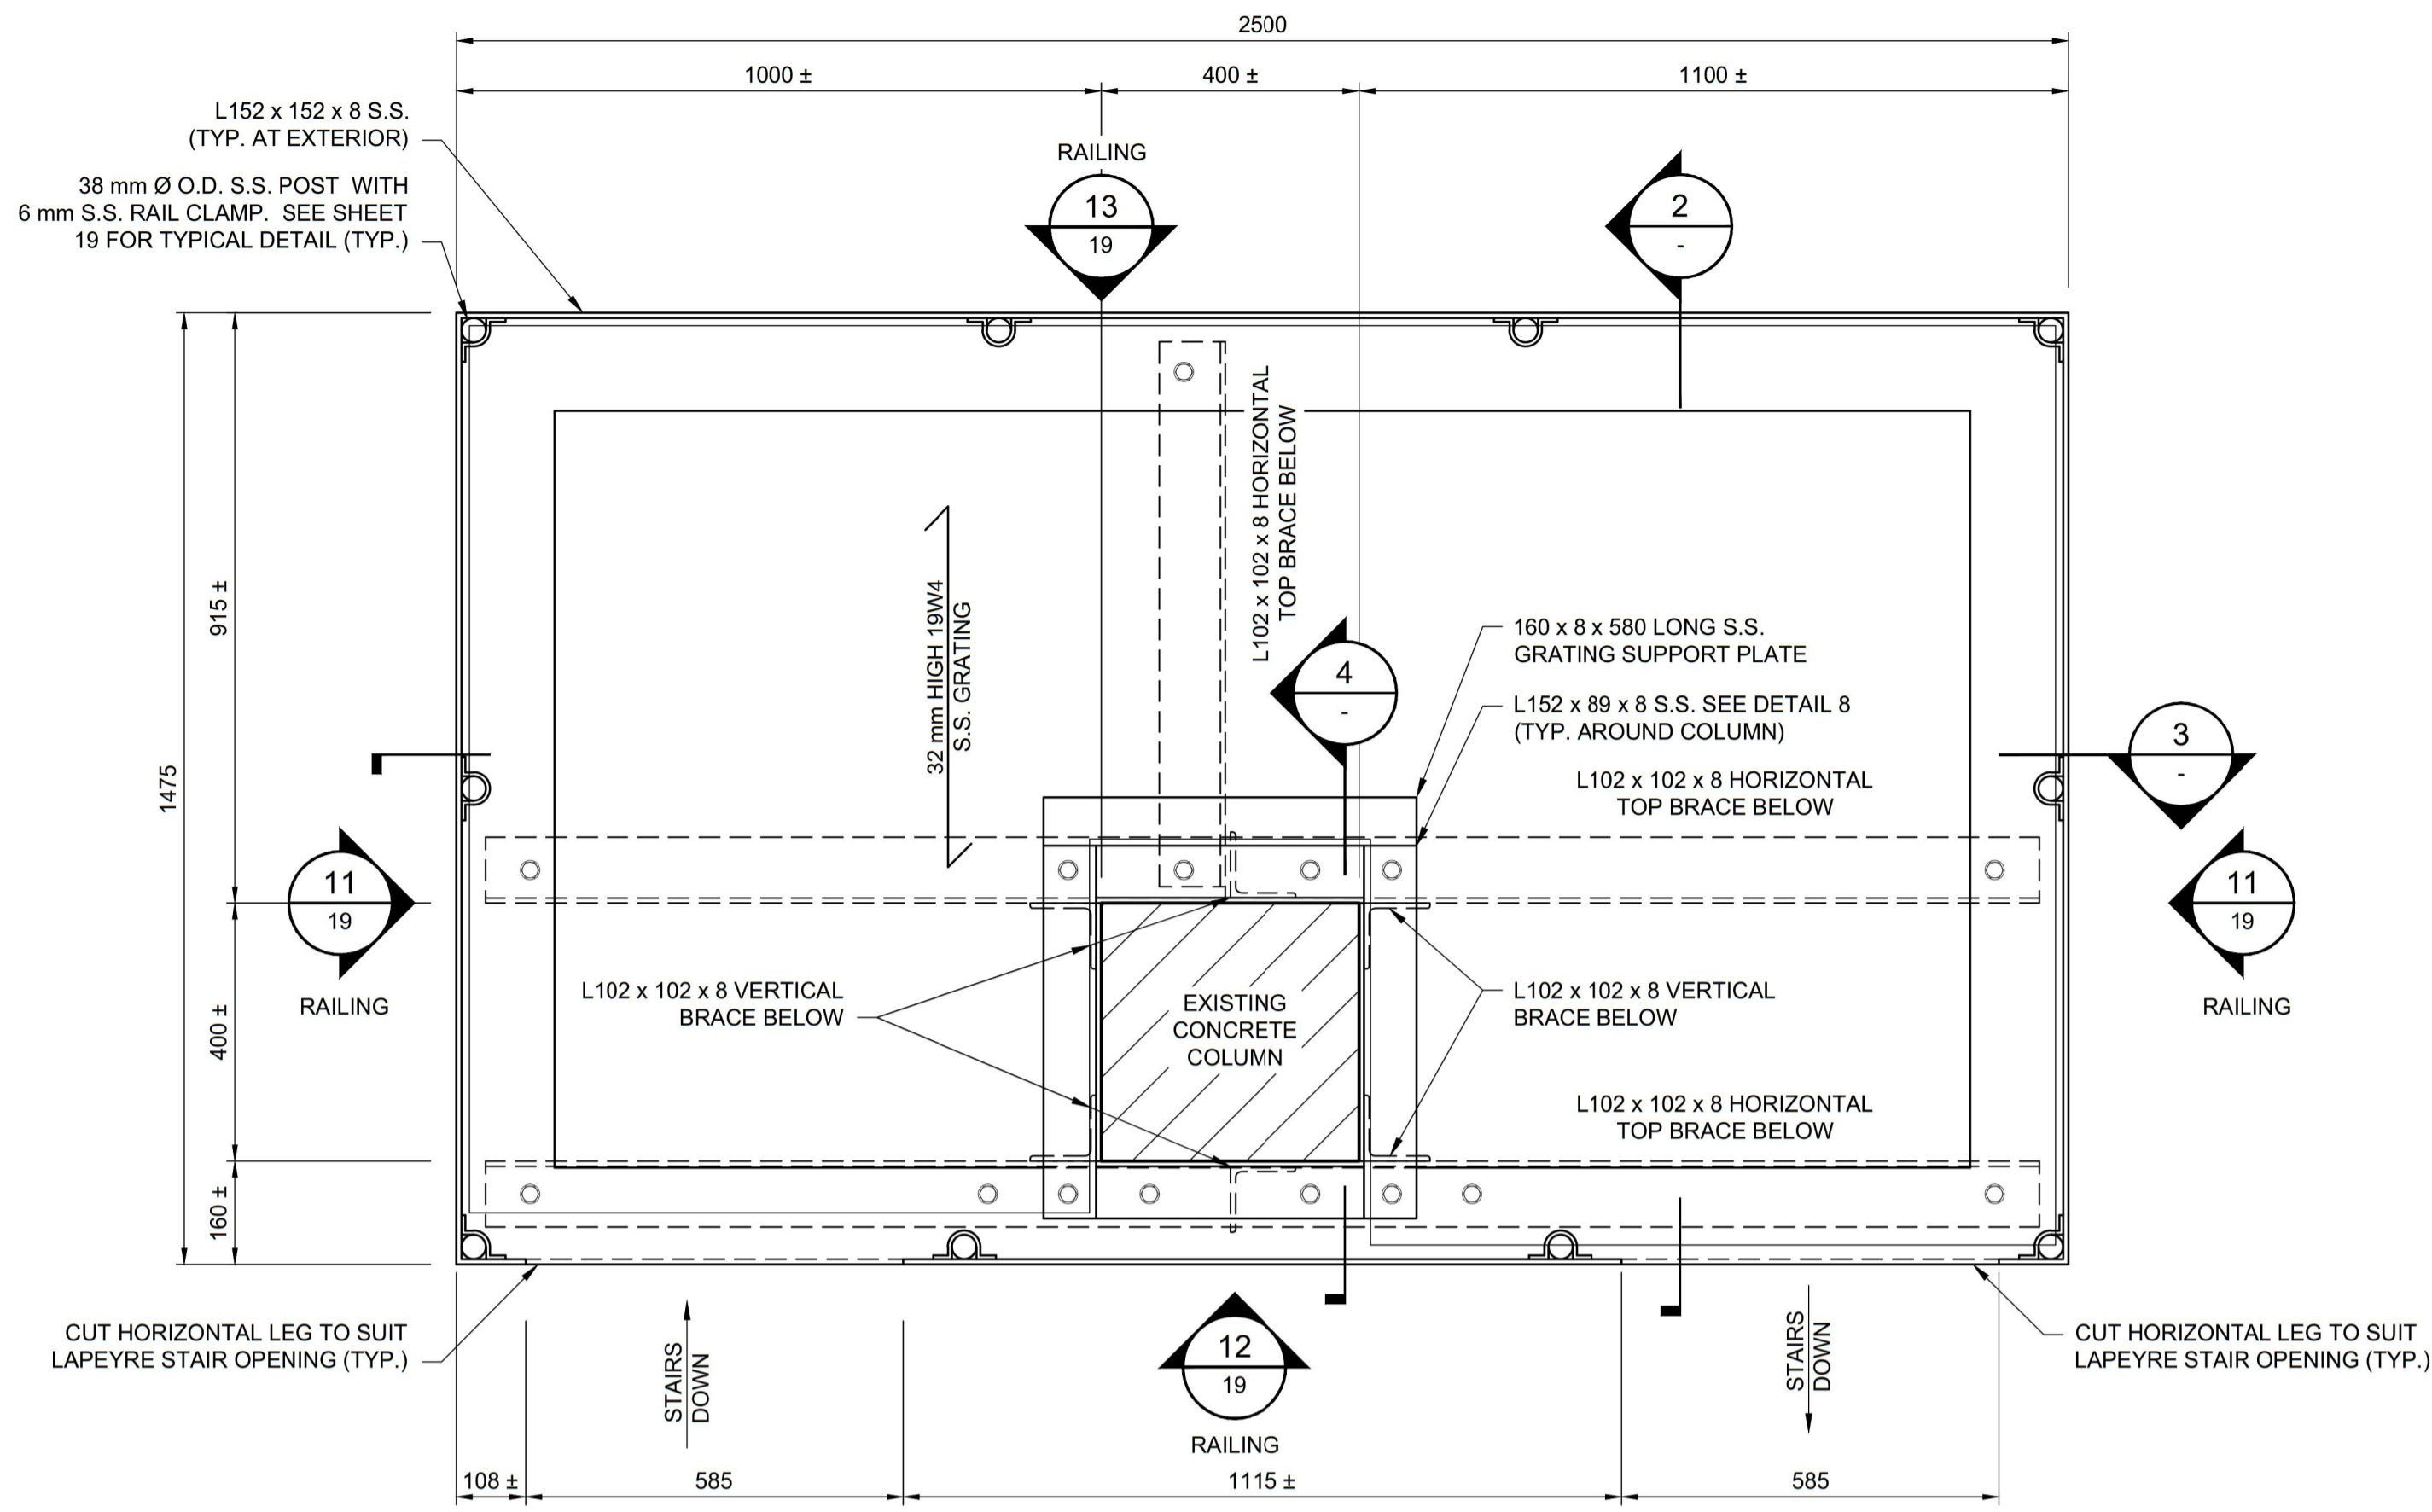 2500
1000 ±
400 ±
1100 ±
L152 x 152 x 8 S.S.
(TYP. AT EXTERIOR)
38 mm Ø O.D. S.S. POST WITH
6 mm S.S. RAIL CLAMP. SEE SHEET
19 FOR TYPICAL DETAIL (TYP.)
RAILING
13
19
2
-
L102 x 102 x 8 HORIZONTAL
TOP BRACE BELOW
32 mm HIGH 19W4
S.S. GRATING
915 ±
1475
400 ±
160 ±
4
-
160 x 8 x 580 LONG S.S.
GRATING SUPPORT PLATE
L152 x 89 x 8 S.S. SEE DETAIL 8
(TYP. AROUND COLUMN)
L102 x 102 x 8 HORIZONTAL
TOP BRACE BELOW
3
-
11
19
RAILING
11
19
RAILING
L102 x 102 x 8 VERTICAL
BRACE BELOW
EXISTING
CONCRETE
COLUMN
L102 x 102 x 8 VERTICAL
BRACE BELOW
L102 x 102 x 8 HORIZONTAL
TOP BRACE BELOW
CUT HORIZONTAL LEG TO SUIT
LAPEYRE STAIR OPENING (TYP.)
STAIRS
DOWN
12
19
RAILING
STAIRS
DOWN
CUT HORIZONTAL LEG TO SUIT
LAPEYRE STAIR OPENING (TYP.)
108 ±
585
1115 ±
585